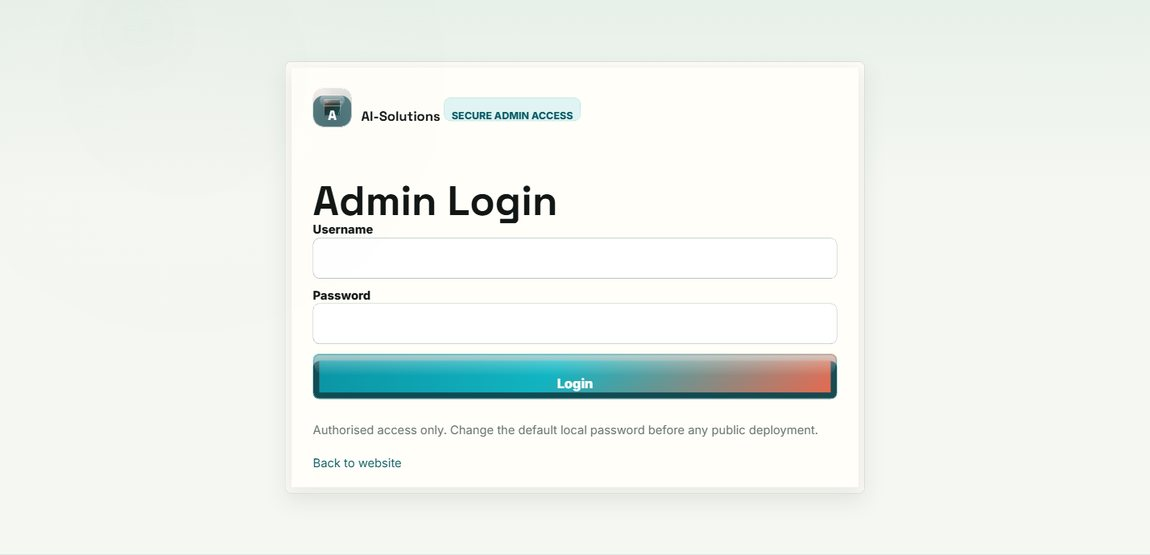 A
AI-Solutions SECURE ADMIN ACCESS
Admin Login
Username
Password
Login
Authorised access only. Change the default local password before any public deployment.
Back to website